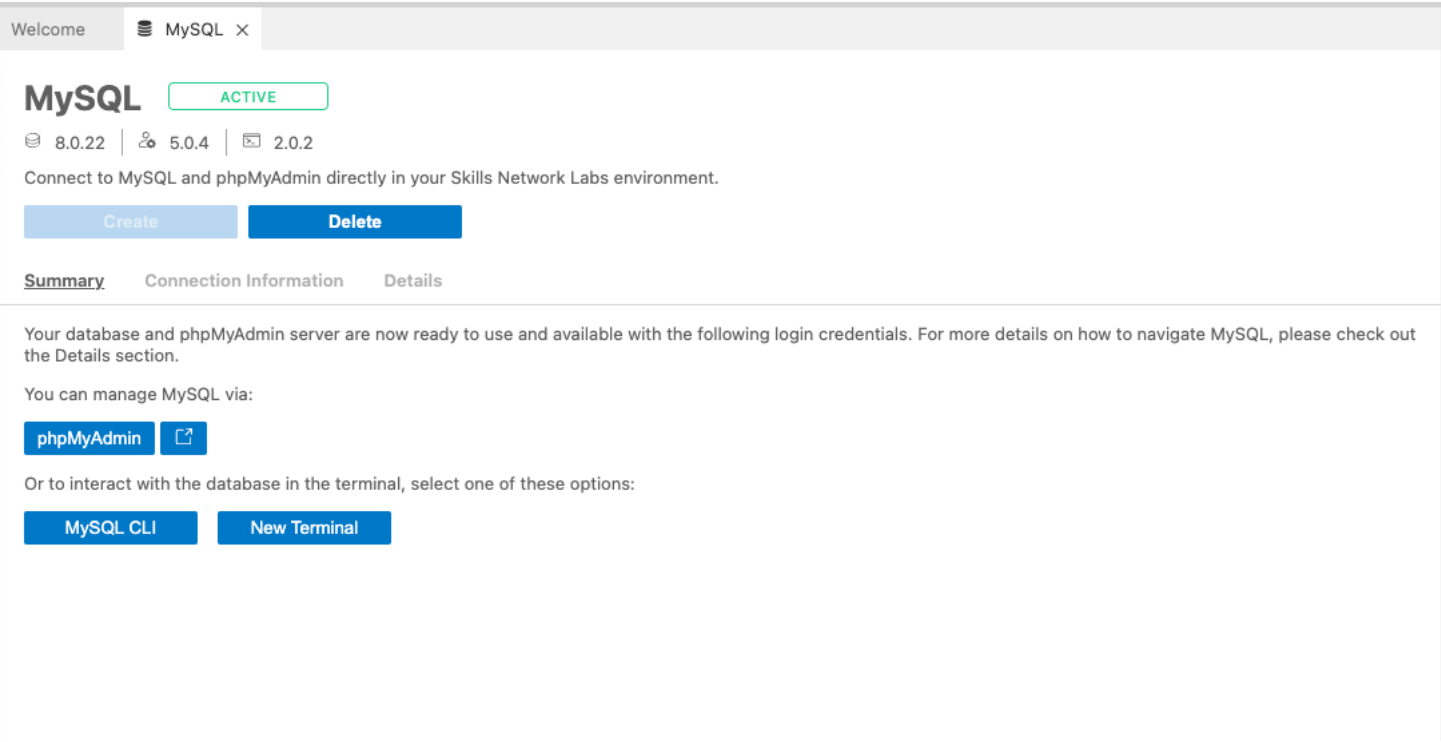 Welcome
MySQL
MySQL ACTIVE
8.0.22 5.0.4 2.0.2
Connect to MySQL and phpMyAdmin directly in your Skills Network Labs environment.
Create Delete
Summary Connection Information Details
Your database and phpMyAdmin server are now ready to use and available with the following login credentials. For more details on how to navigate MySQL, please check out
the Details section.
You can manage MySQL via:
phpMyAdmin
Or to interact with the database in the terminal, select one of these options:
MySQL CLI New Terminal